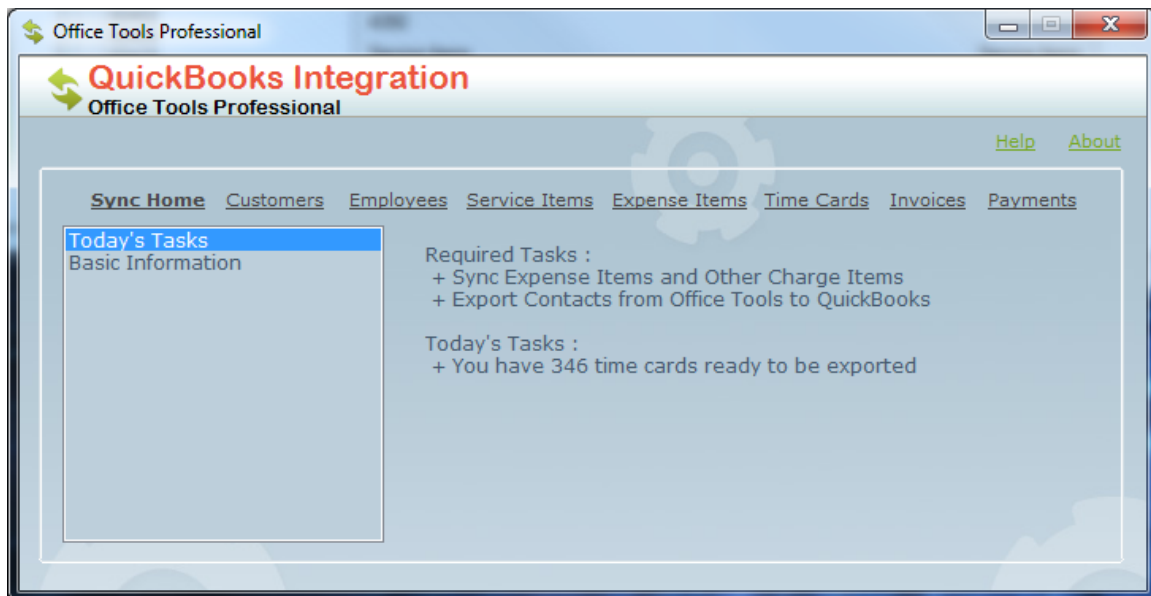 Office Tools Professional
QuickBooks Integration
Office Tools Professional
Help About
Sync Home Customers Employees Service Items Expense Items Time Cards Invoices Payments
Today's Tasks
Basic Information
Required Tasks :
+ Sync Expense Items and Other Charge Items
+ Export Contacts from Office Tools to QuickBooks
Today's Tasks :
+ You have 346 time cards ready to be exported